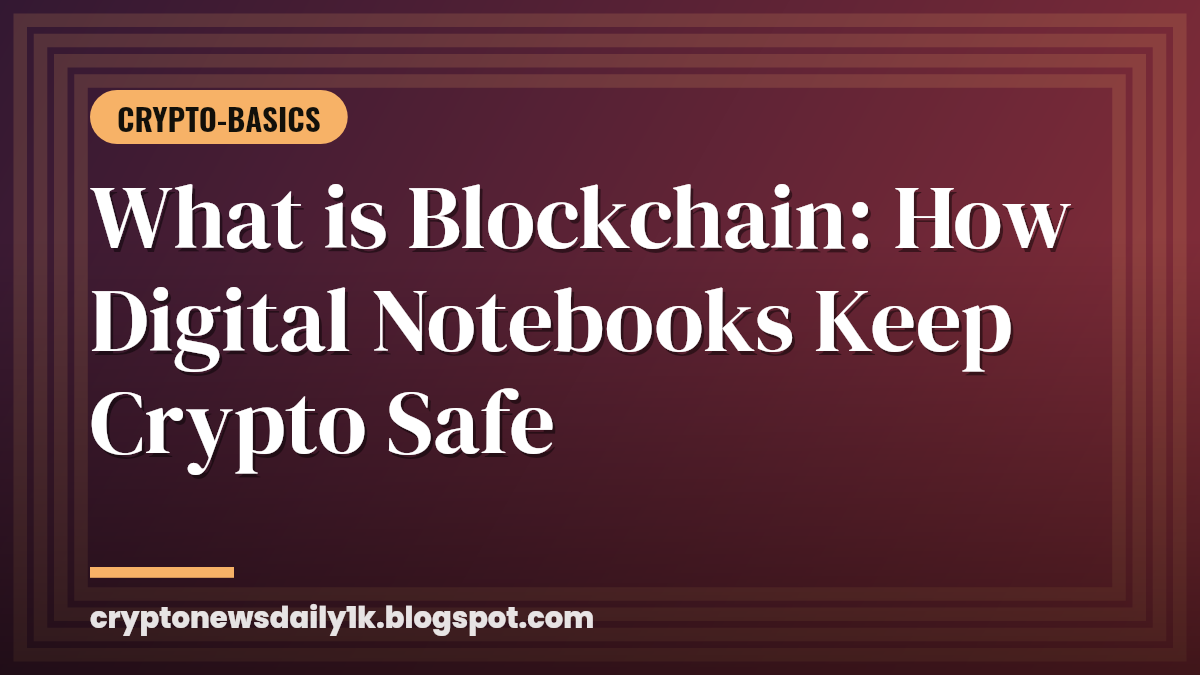 CRYPTO-BASICS
What is Blockchain: How
Digital Notebooks Keep
Crypto Safe
cryptonewsdaily1k.blogspot.com